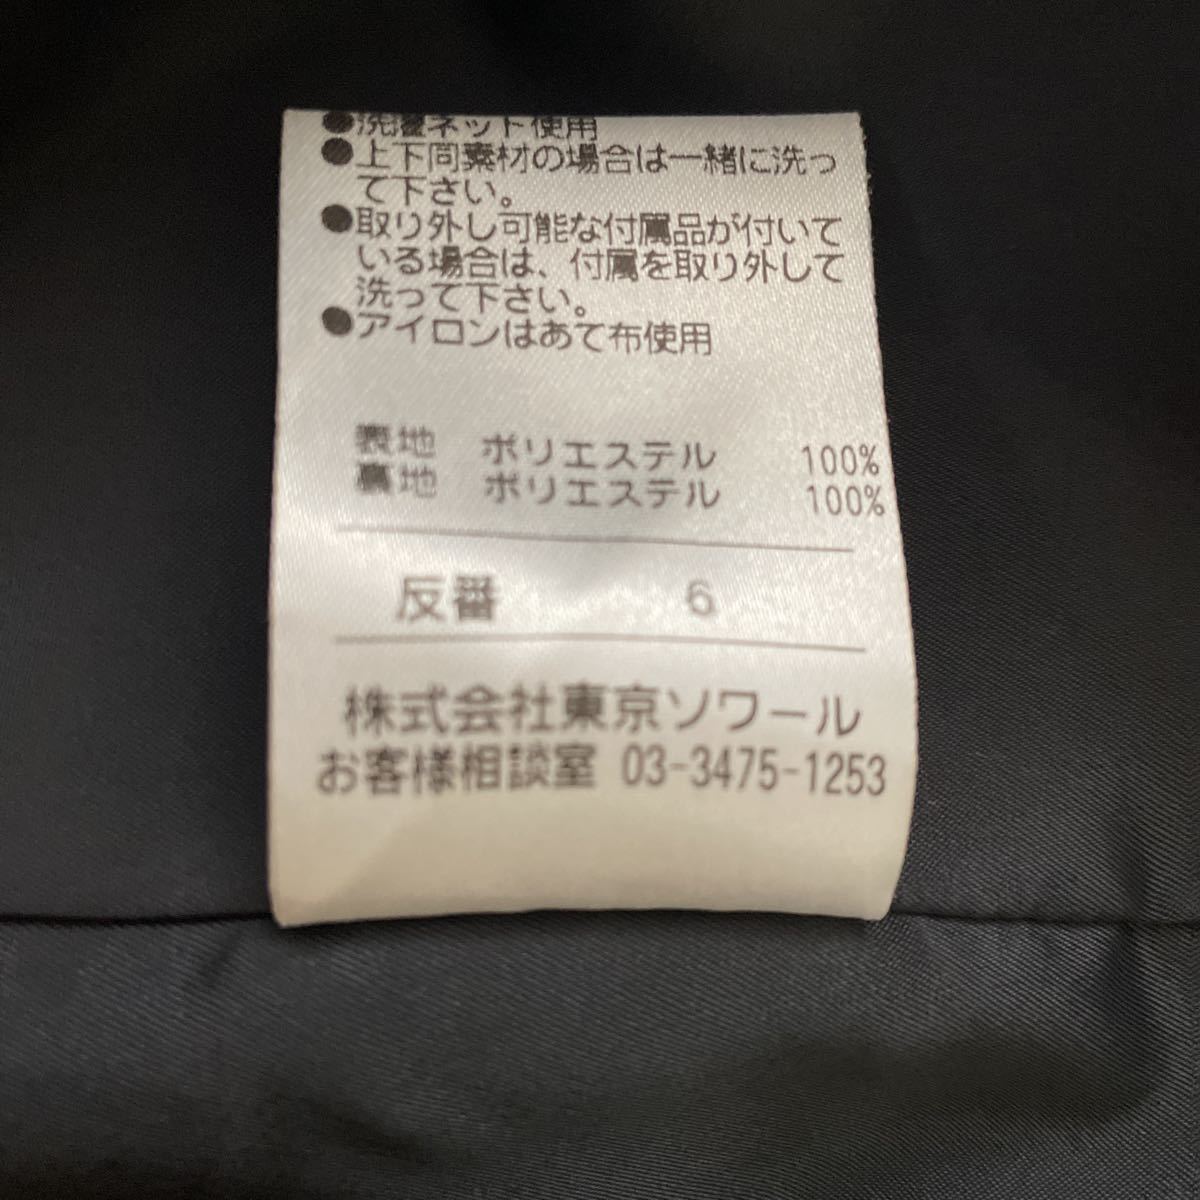 ●洗濯ネット使用
●上下同素材の場合は一緒に洗っ
て下さい。
●取り外し可能な付属品が付いて
いる場合は、付属を取り外して
洗って下さい。
●アイロンはあて布使用
表地 ポリエステル 100%
裏地 ポリエステル 100%
反番 6
株式会社東京ソワール
お客様相談室 03-3475-1253